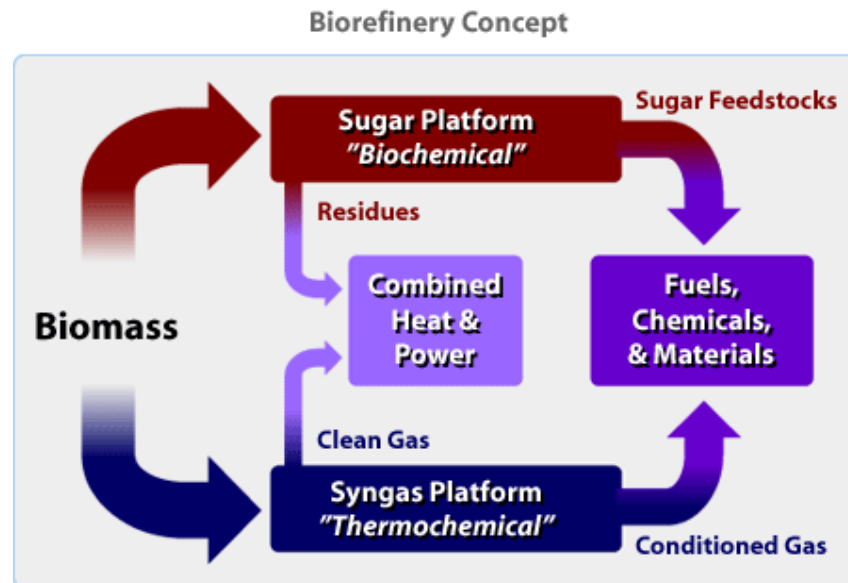 Biorefinery Concept
Sugar Platform
"Biochemical"
Sugar Feedstocks
Residues
Biomass
Combined
Heat &
Power
Fuels,
Chemicals,
& Materials
Clean Gas
Syngas Platform
"Thermochemical"
Conditioned Gas